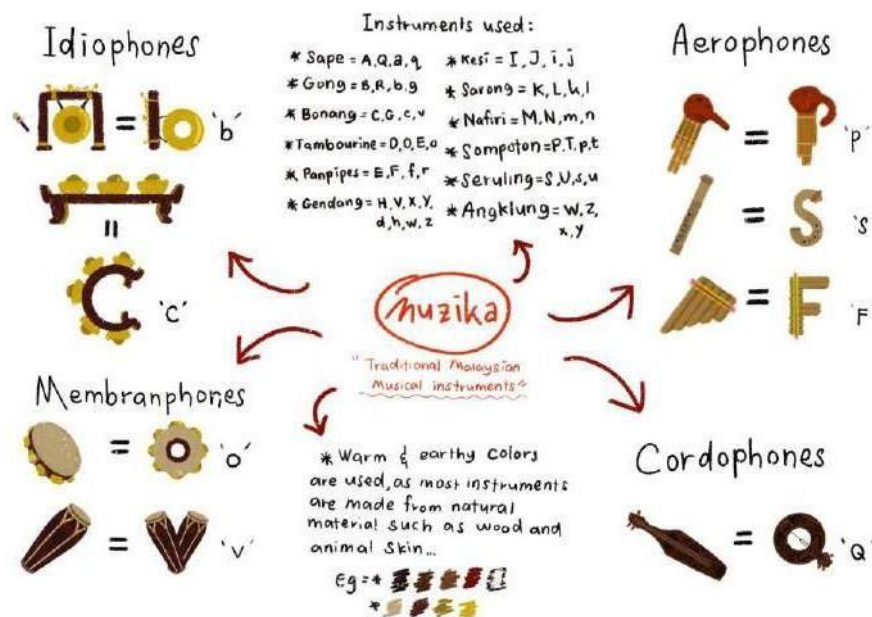 Idiophones
'b'
'C'
Instruments used:
* Sape = A,Q,a,q
* Gong = B,R,b,g
* Bonang = C,G,c,v
* Tambourine = D,O,E,o
* Panpipes = E,F,f,r
* Gendang = H,V,X,Y,
d,h,w,z
* Kesi = I,J,i,j
* Sarong = K,L,k,l
* Nafiri = M,N,m,n
* Sompoton = P,T,p,t
* Seruling = S,U,s,u
* Angklung = W,Z,
x,y
Aerophones
'P'
'S'
'F'
muzika
"Traditional Malaysian
Musical instruments"
Membranphones
'O'
'V'
* Warm & earthy colors
are used, as most instruments
are made from natural
material such as wood and
animal skin...
Eg = *
*
Cordophones
'Q'